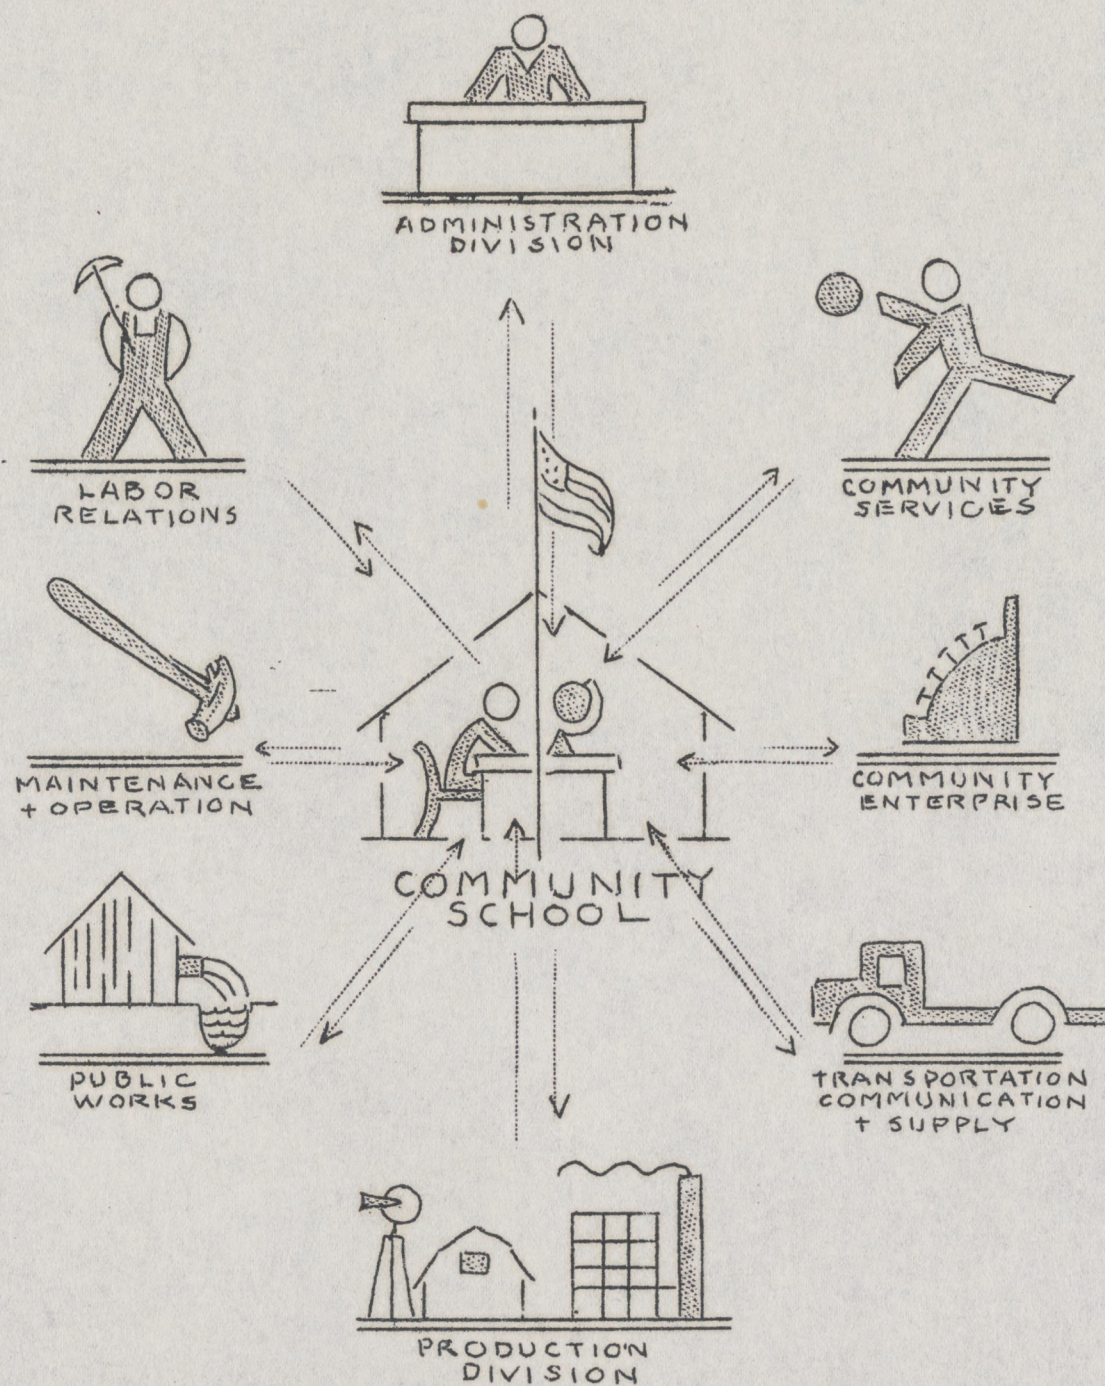 ADMINISTRATION
DIVISION
LABOR
RELATIONS
COMMUNITY
SERVICES
MAINTENANCE
+ OPERATION
COMMUNITY
ENTERPRISE
COMMUNITY
SCHOOL
PUBLIC
WORKS
TRANSPORTATION
COMMUNICATION
+ SUPPLY
PRODUCTION
DIVISION